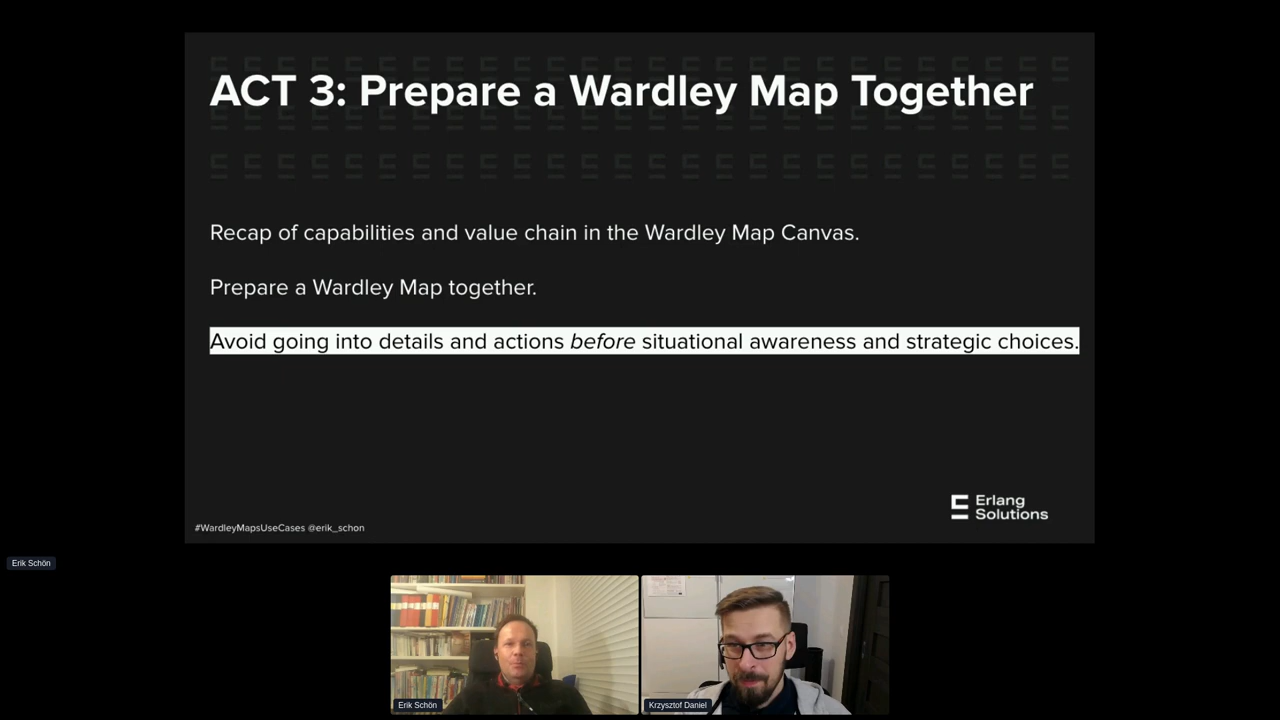 ACT 3: Prepare a Wardley Map Together
Recap of capabilities and value chain in the Wardley Map Canvas.
Prepare a Wardley Map together.
Avoid going into details and actions before situational awareness and strategic choices.
Erlang
Solutions
#WardleyMapsUseCases @erik_schon
Erik Schön
Erik Schön
Krzysztof Daniel